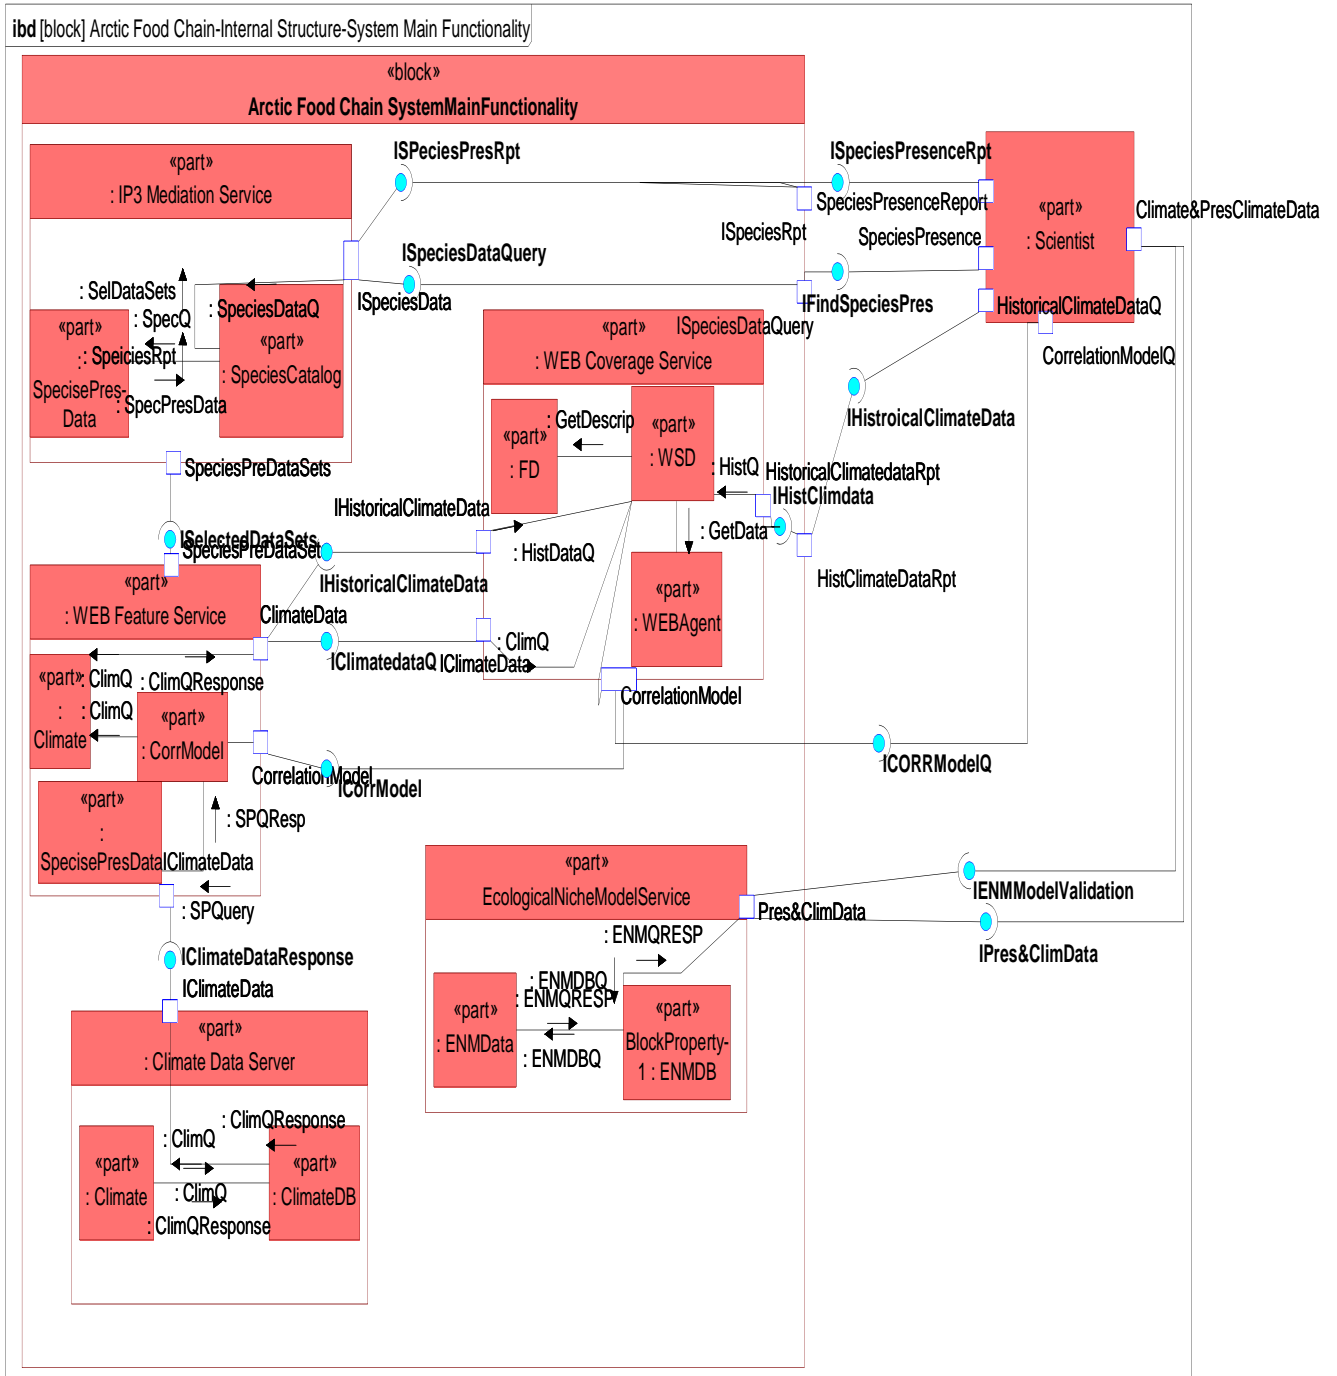 ibd [block] Arctic Food Chain-Internal Structure-System Main Functionality
«block»
Arctic Food Chain SystemMainFunctionality
«part»
: IP3 Mediation Service
ISPeciesPresRpt
ISpeciesPresenceRpt
SpeciesPresenceReport
ISpeciesRpt
SpeciesPresence
«part»
: Scientist
Climate&PresClimateData
ISpeciesDataQuery
ISpeciesData
IFindSpeciesPres
ISpeciesDataQuery
HistoricalClimateDataQ
CorrelationModelQ
: SelDataSets
: SpecQ
: SpeciesDataQ
«part»
:
SpecisePres-
Data
: SpeiciesRpt
: SpecPresData
«part»
: SpeciesCatalog
«part»
: WEB Coverage Service
IHistroicalClimateData
«part»
: FD
: GetDescrip
«part»
: WSD
: HistQ
HistoricalClimatedataRpt
IHistClimdata
: GetData
HistClimateDataRpt
SpeciesPreDataSets
ISelectedDataSets
SpeciesPreDataSet
IHistoricalClimateData
: HistDataQ
IHistoricalClimateData
«part»
: WEBAgent
«part»
: WEB Feature Service
ClimateData
IClimatedataQ
: ClimQ
IClimateData
CorrelationModel
«part»
:
Climate
: ClimQ
: ClimQResponse
: ClimQ
«part»
: CorrModel
CorrelationModel
ICorrModel
ICORRModelQ
«part»
:
SpecisePresData
: SPQResp
IClimateData
: SPQuery
IClimateDataResponse
IClimateData
«part»
EcologicalNicheModelService
Pres&ClimData
IENMModelValidation
IPres&ClimData
: ENMQRESP
: ENMDBQ
: ENMQRESP
«part»
: ENMData
: ENMDBQ
«part»
BlockProperty-
1 : ENMDB
«part»
: Climate Data Server
: ClimQResponse
: ClimQ
«part»
: Climate
: ClimQ
: ClimQResponse
«part»
: ClimateDB